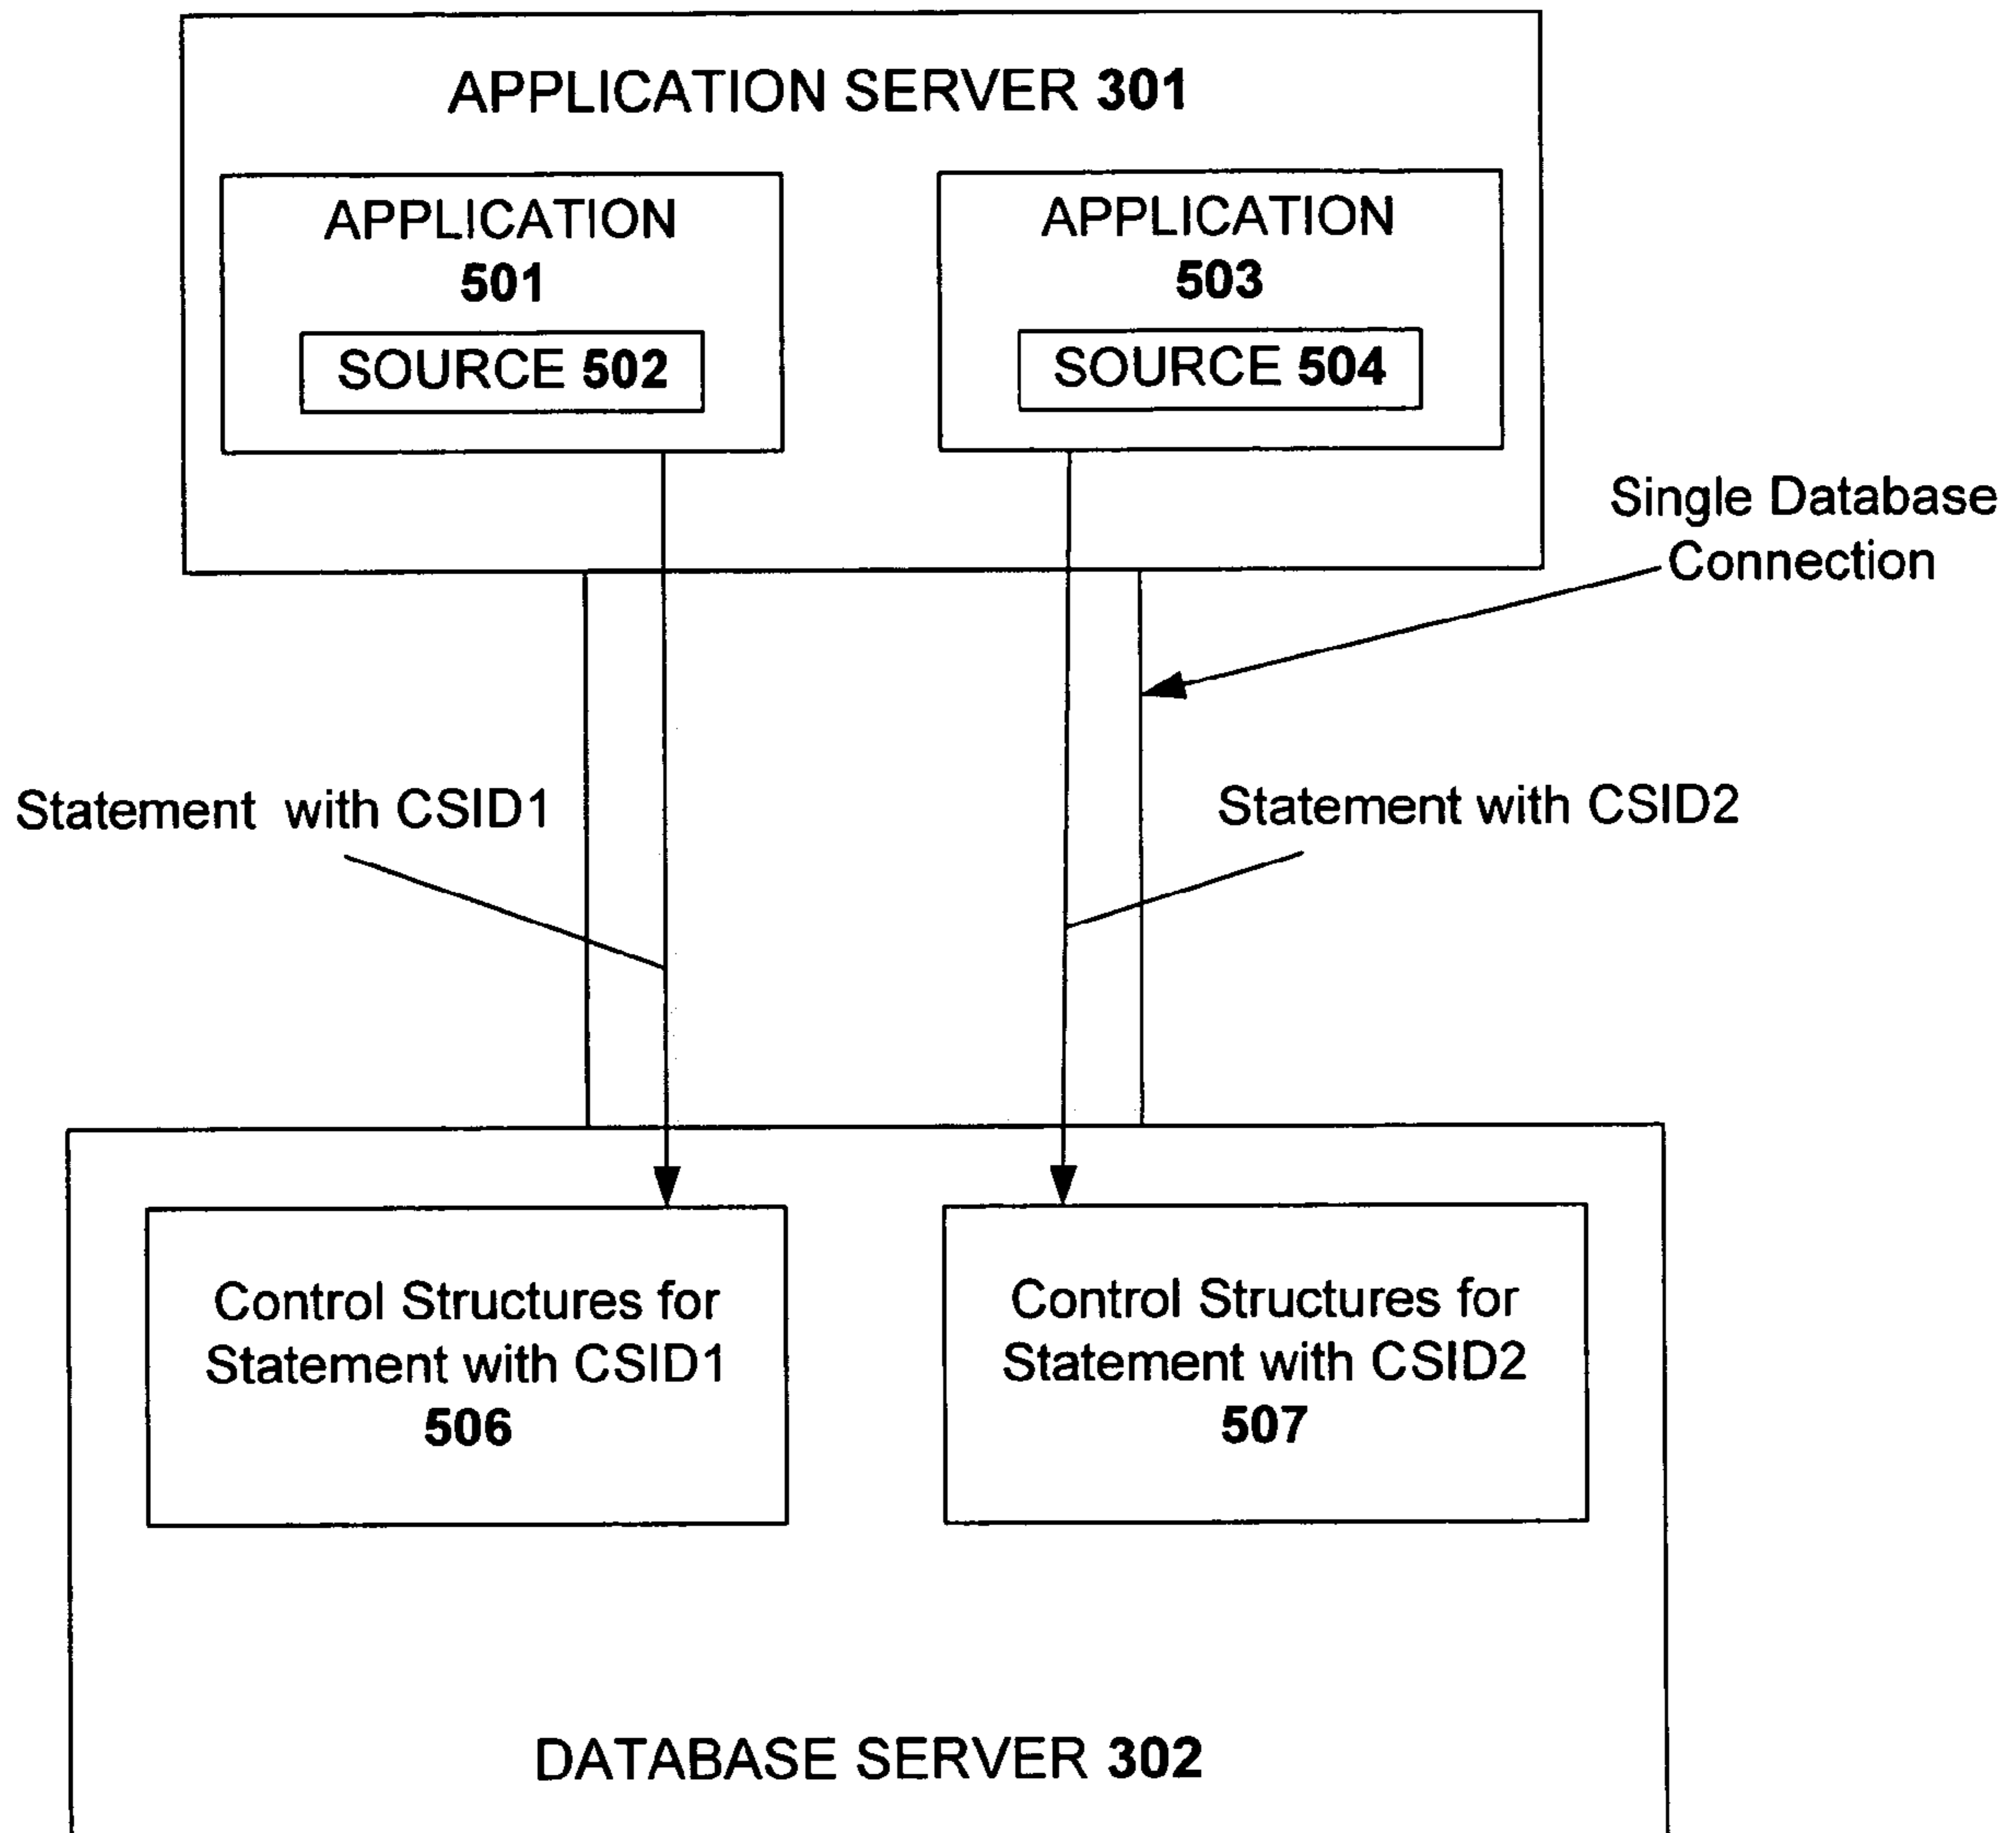 APPLICATION SERVER 301
APPLICATION
501
SOURCE 502
APPLICATION
503
SOURCE 504
Single Database
Connection
Statement with CSID1
Statement with CSID2
Control Structures for
Statement with CSID1
506
Control Structures for
Statement with CSID2
507
DATABASE SERVER 302